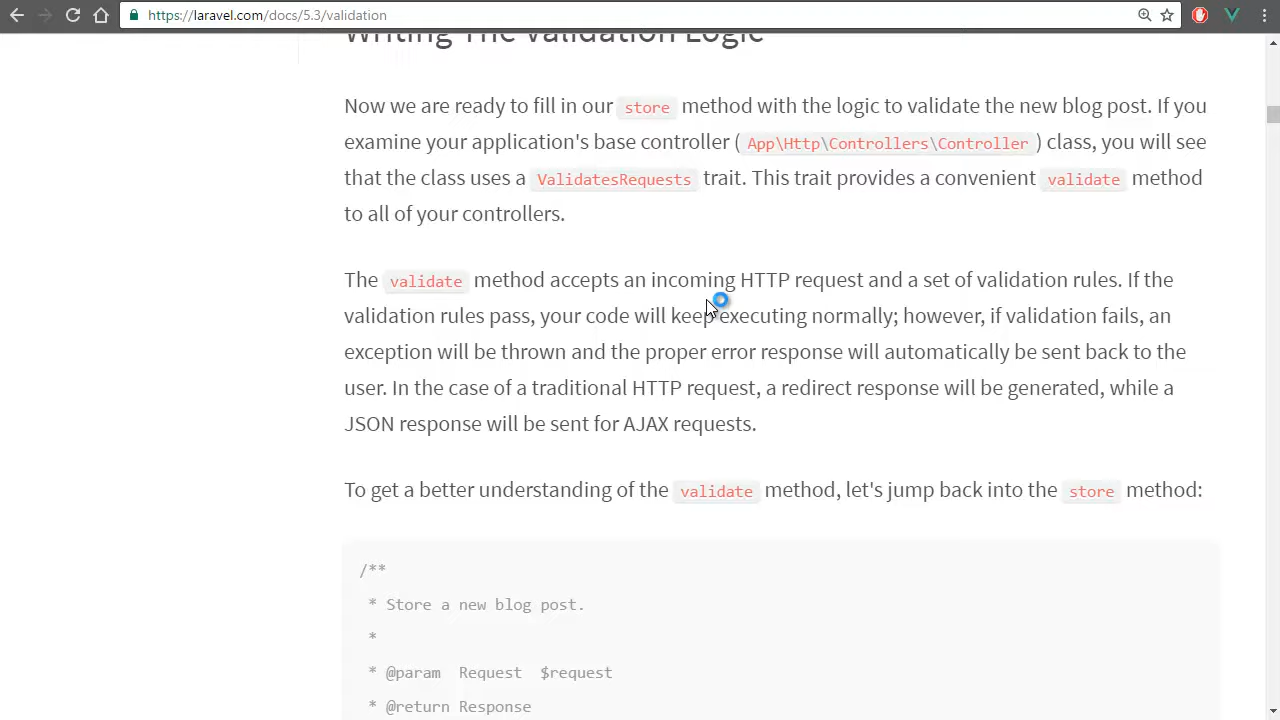 https://laravel.com/docs/5.3/validation
Writing The Validation Logic
Now we are ready to fill in our store method with the logic to validate the new blog post. If you
examine your application's base controller ( App\Http\Controllers\Controller ) class, you will see
that the class uses a ValidatesRequests trait. This trait provides a convenient validate method
to all of your controllers.
The validate method accepts an incoming HTTP request and a set of validation rules. If the
validation rules pass, your code will keep executing normally; however, if validation fails, an
exception will be thrown and the proper error response will automatically be sent back to the
user. In the case of a traditional HTTP request, a redirect response will be generated, while a
JSON response will be sent for AJAX requests.
To get a better understanding of the validate method, let's jump back into the store method:
/**
* Store a new blog post.
*
* @param  Request  $request
* @return Response